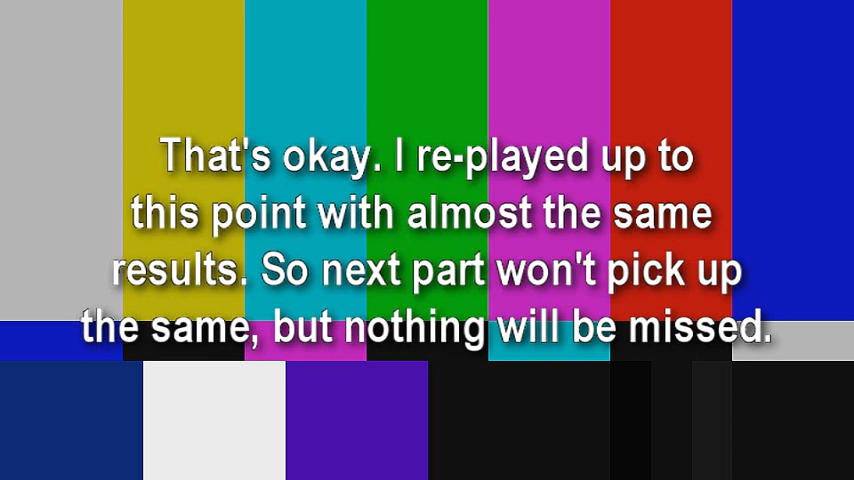 That's okay. I re-played up to
this point with almost the same
results. So next part won't pick up
the same, but nothing will be missed.